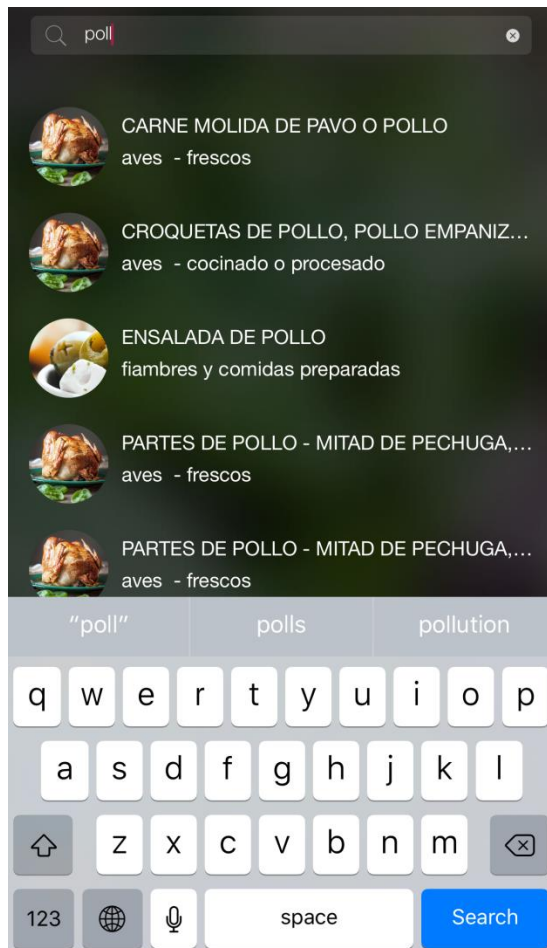 poll
CARNE MOLIDA DE PAVO O POLLO
aves - frescos
CROQUETAS DE POLLO, POLLO EMPANIZ...
aves - cocinado o procesado
ENSALADA DE POLLO
fiambres y comidas preparadas
PARTES DE POLLO - MITAD DE PECHUGA,...
aves - frescos
PARTES DE POLLO - MITAD DE PECHUGA,...
aves - frescos
“poll” polls pollution
q w e r t y u i o p
a s d f g h j k l
z x c v b n m
123 space Search